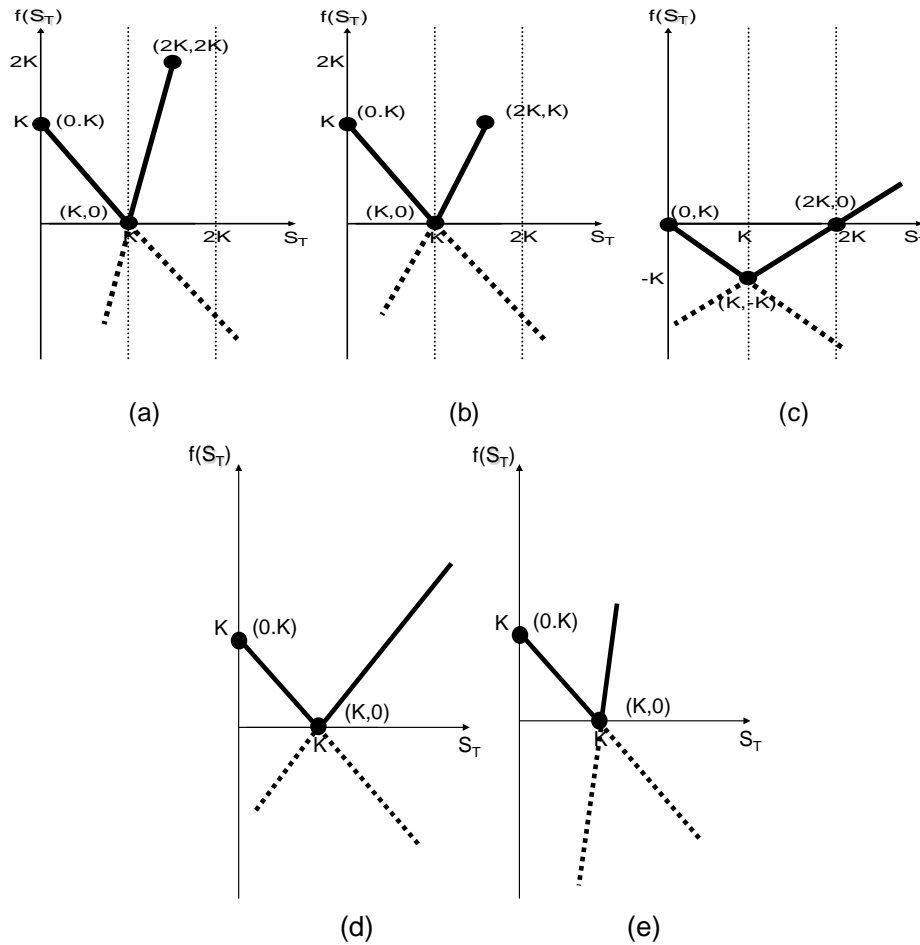 f(S_T)
2K
(2K,2K)
K
(0.K)
(K,0)
K
2K
S_T
(a)
f(S_T)
2K
K
(0.K)
(2K,K)
(K,0)
K
2K
S_T
(b)
f(S_T)
(0,K)
K
(2K,0)
2K
S
-K
(K,-K)
(c)
f(S_T)
K
(0.K)
(K,0)
K
S_T
(d)
f(S_T)
K
(0.K)
(K,0)
K
S_T
(e)